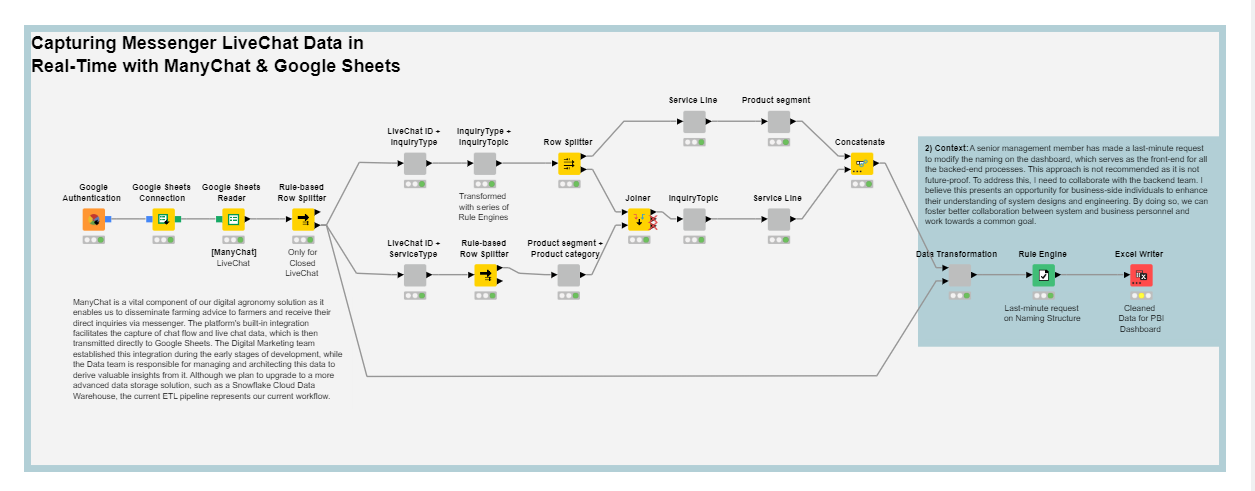 Capturing Messenger LiveChat Data in
Real-Time with ManyChat & Google Sheets
Service Line
Product segment
LiveChat ID +
InquiryType
InquiryType +
InquiryTopic
Row Splitter
Concatenate
Transformed
with series of
Rule Engines
Google
Authentication
Google Sheets
Connection
Google Sheets
Reader
Rule-based
Row Splitter
[ManyChat]
LiveChat
Only for
Closed
LiveChat
Joiner
InquiryTopic
Service Line
LiveChat ID +
ServiceType
Rule-based
Row Splitter
Product segment +
Product category
2) Context: A senior management member has made a last-minute request
to modify the naming on the dashboard, which serves as the front-end for all
the backed-end processes. This approach is not recommended as it is not
future-proof. To address this, I need to collaborate with the backend team. I
believe this presents an opportunity for business-side individuals to enhance
their understanding of system designs and engineering. By doing so, we can
foster better collaboration between system and business personnel and
work towards a common goal.
Data Transformation
Rule Engine
Excel Writer
Last-minute request
on Naming Structure
Cleaned
Data for PBI
Dashboard
ManyChat is a vital component of our digital agronomy solution as it
enables us to disseminate farming advice to farmers and receive their
direct inquiries via messenger. The platform's built-in integration
facilitates the capture of chat flow and live chat data, which is then
transmitted directly to Google Sheets. The Digital Marketing team
established this integration during the early stages of development, while
the Data team is responsible for managing and architecting this data to
derive valuable insights from it. Although we plan to upgrade to a more
advanced data storage solution, such as a Snowflake Cloud Data
Warehouse, the current ETL pipeline represents our current workflow.